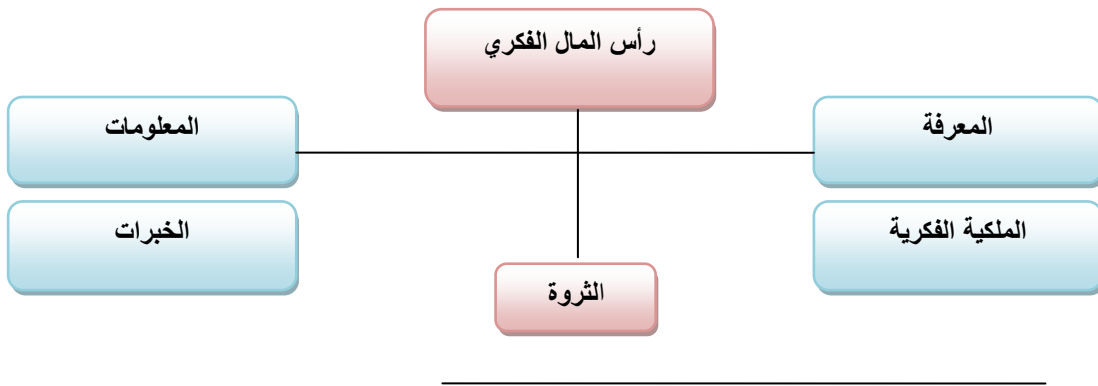 رأس المال الفكري
المعرفة
المعلومات
الملكية الفكرية
الخبرات
الثروة